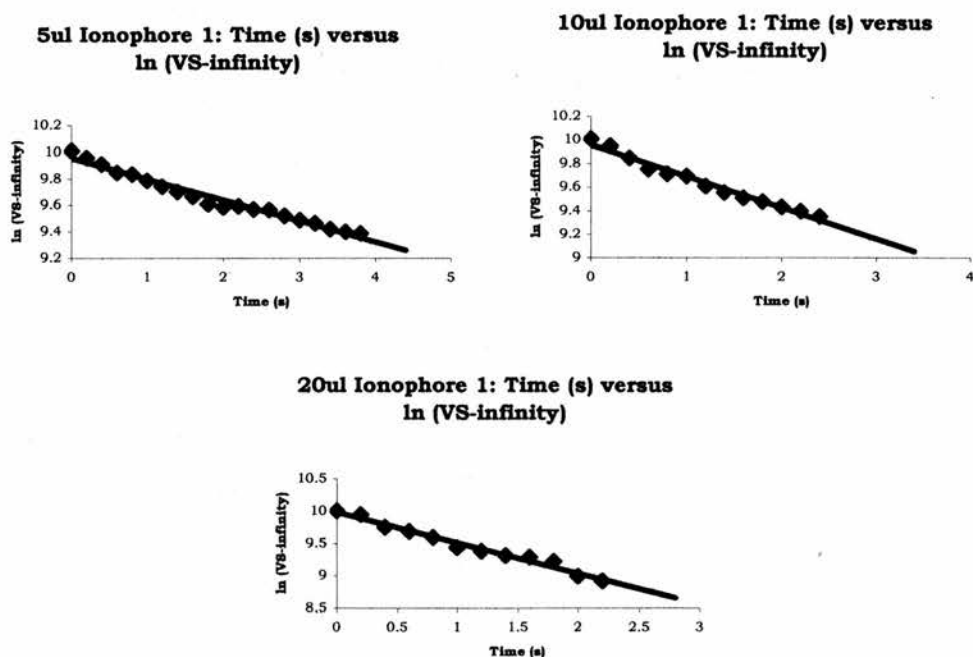 5ul Ionophore 1: Time (s) versus
ln (VS-infinity)
ln (VS-infinity)
10.2
10
9.8
9.6
9.4
9.2
0 1 2 3 4 5
Time (s)
10ul Ionophore 1: Time (s) versus
ln (VS-infinity)
ln (VS-infinity)
10.2
10
9.8
9.6
9.4
9.2
9
0 1 2 3 4
Time (s)
20ul Ionophore 1: Time (s) versus
ln (VS-infinity)
ln (VS-infinity)
10.5
10
9.5
9
8.5
0 0.5 1 1.5 2 2.5 3
Time (s)